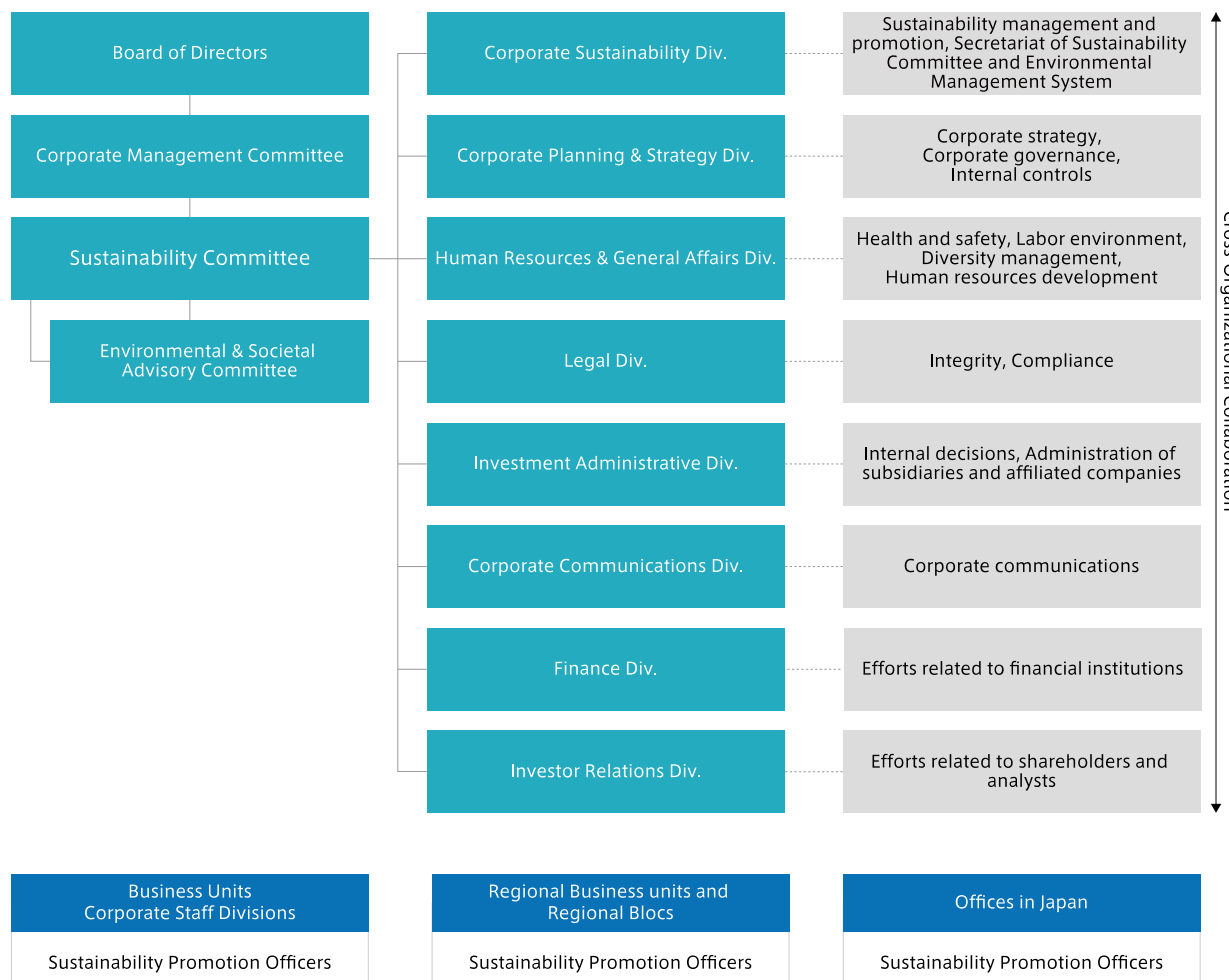 Board of Directors
Corporate Management Committee
Sustainability Committee
Environmental & Societal
Advisory Committee
Corporate Sustainability Div.
Sustainability management and
promotion, Secretariat of Sustainability
Committee and Environmental
Management System
Corporate Planning & Strategy Div.
Corporate strategy,
Corporate governance,
Internal controls
Human Resources & General Affairs Div.
Health and safety, Labor environment,
Diversity management,
Human resources development
Legal Div.
Integrity, Compliance
Investment Administrative Div.
Internal decisions, Administration of
subsidiaries and affiliated companies
Corporate Communications Div.
Corporate communications
Finance Div.
Efforts related to financial institutions
Investor Relations Div.
Efforts related to shareholders and
analysts
Cross-Organizational Collaboration
Business Units
Corporate Staff Divisions
Sustainability Promotion Officers
Regional Business units and
Regional Blocs
Sustainability Promotion Officers
Offices in Japan
Sustainability Promotion Officers